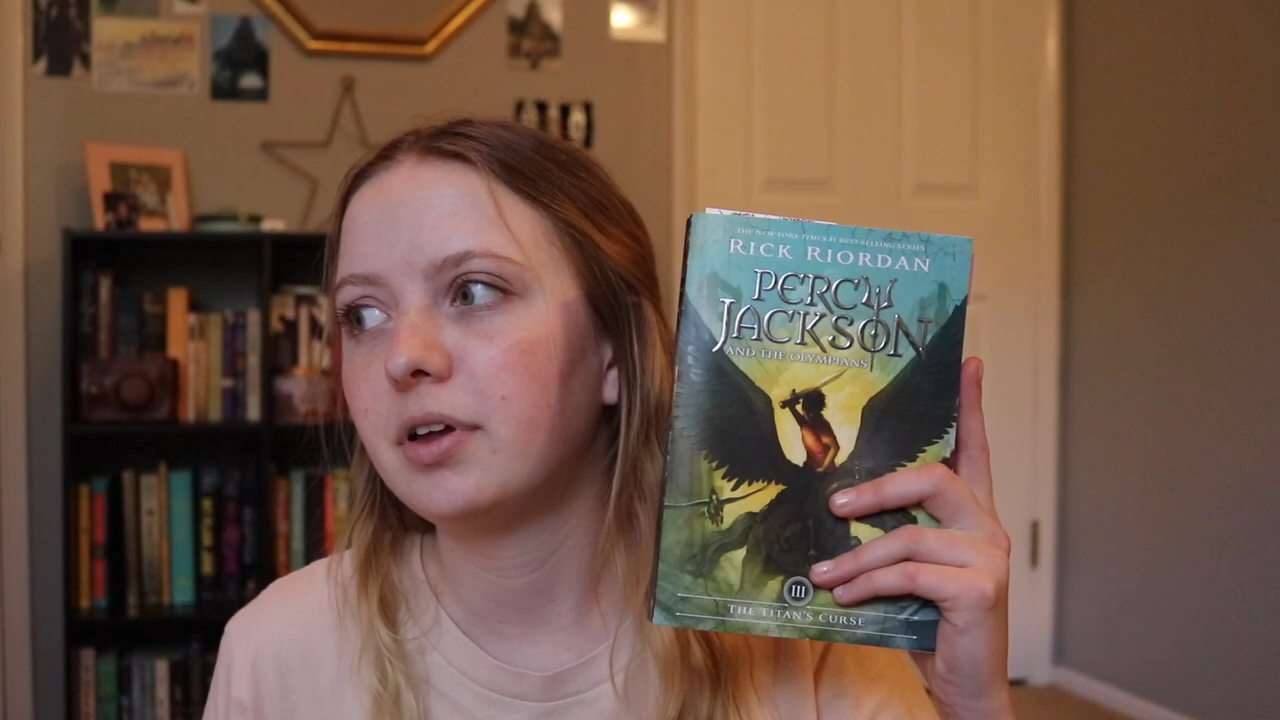 THE NEW YORK TIMES #1 BEST-SELLING SERIES
RICK RIORDAN
PERCY
JACKSON
AND THE OLYMPIANS
III
THE TITAN'S CURSE